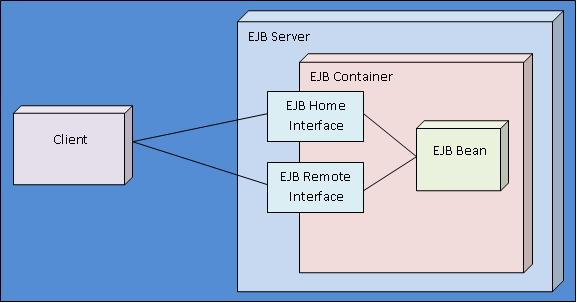 EJB Server
EJB Container
EJB Home
Interface
Client
EJB Bean
EJB Remote
Interface